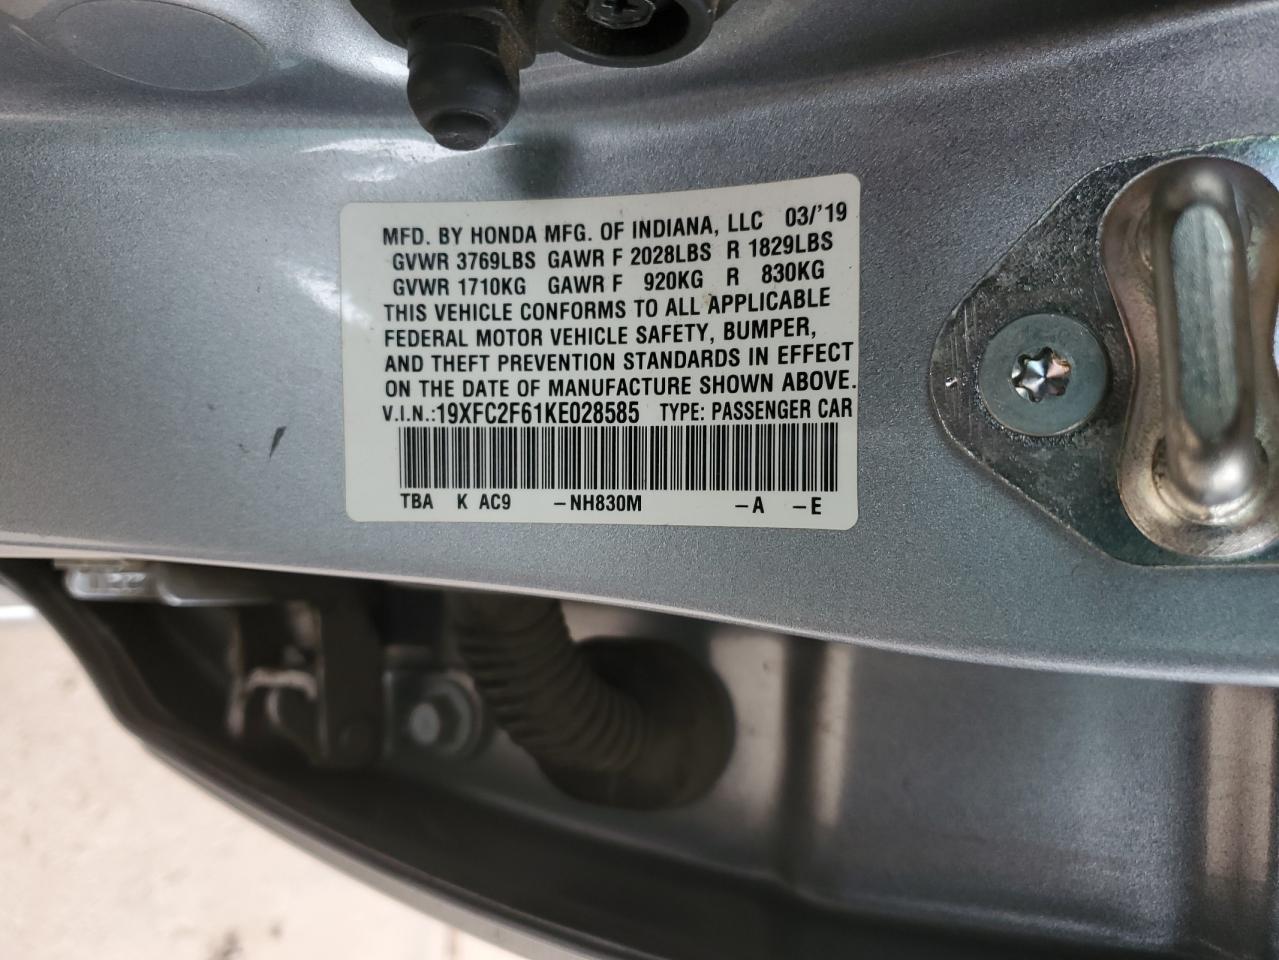 MFD. BY HONDA MFG. OF INDIANA, LLC 03/'19
GVWR 3769LBS GAWR F 2028LBS R 1829LBS
GVWR 1710KG GAWR F 920KG R 830KG
THIS VEHICLE CONFORMS TO ALL APPLICABLE
FEDERAL MOTOR VEHICLE SAFETY, BUMPER,
AND THEFT PREVENTION STANDARDS IN EFFECT
ON THE DATE OF MANUFACTURE SHOWN ABOVE.
V.I.N.:19XFC2F61KE028585 TYPE: PASSENGER CAR
TBA K AC9 –NH830M –A –E